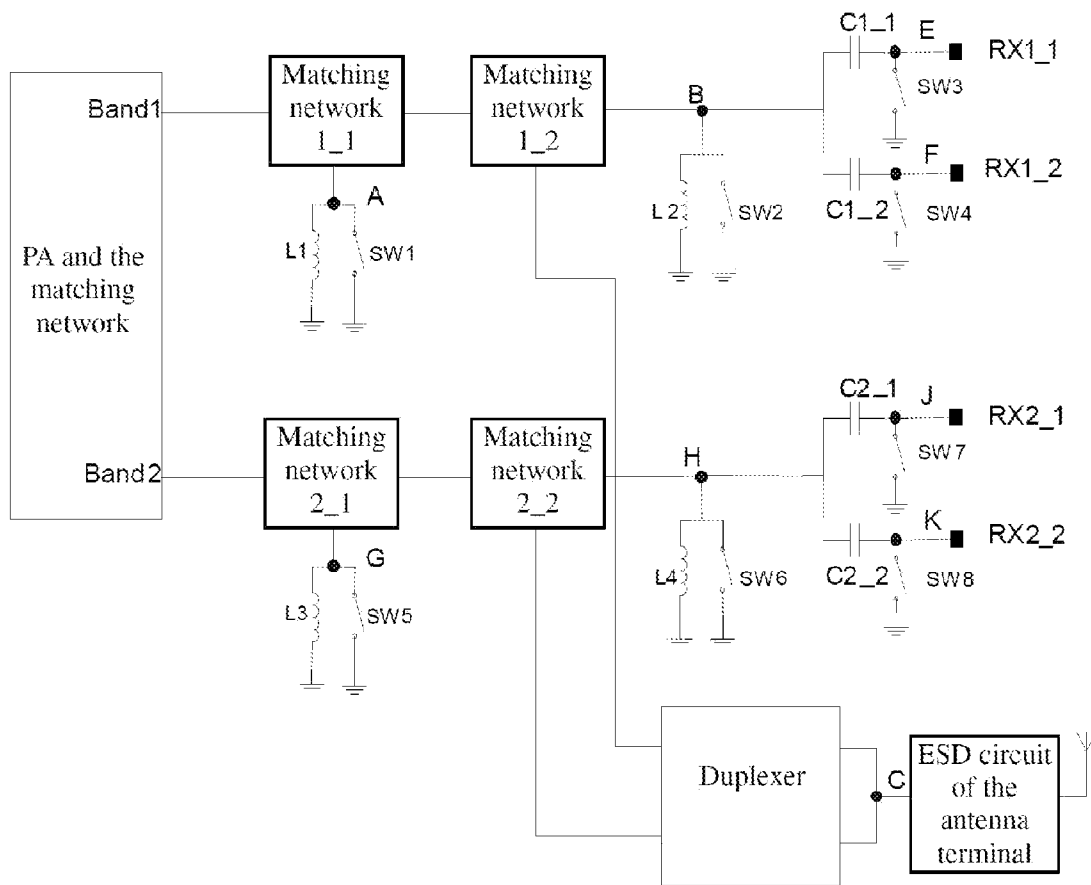 C1_1
E
RX1_1
SW3
Matching
network
1_1
Matching
network
1_2
Band1
B
F
RX1_2
C1_2
SW4
L2
SW2
A
L1
SW1
PA and the
matching
network
C2_1
J
RX2_1
SW7
Matching
network
2_1
Matching
network
2_2
Band2
H
K
RX2_2
C2_2
SW8
L4
SW6
G
L3
SW5
Duplexer
C
ESD circuit
of the
antenna
terminal